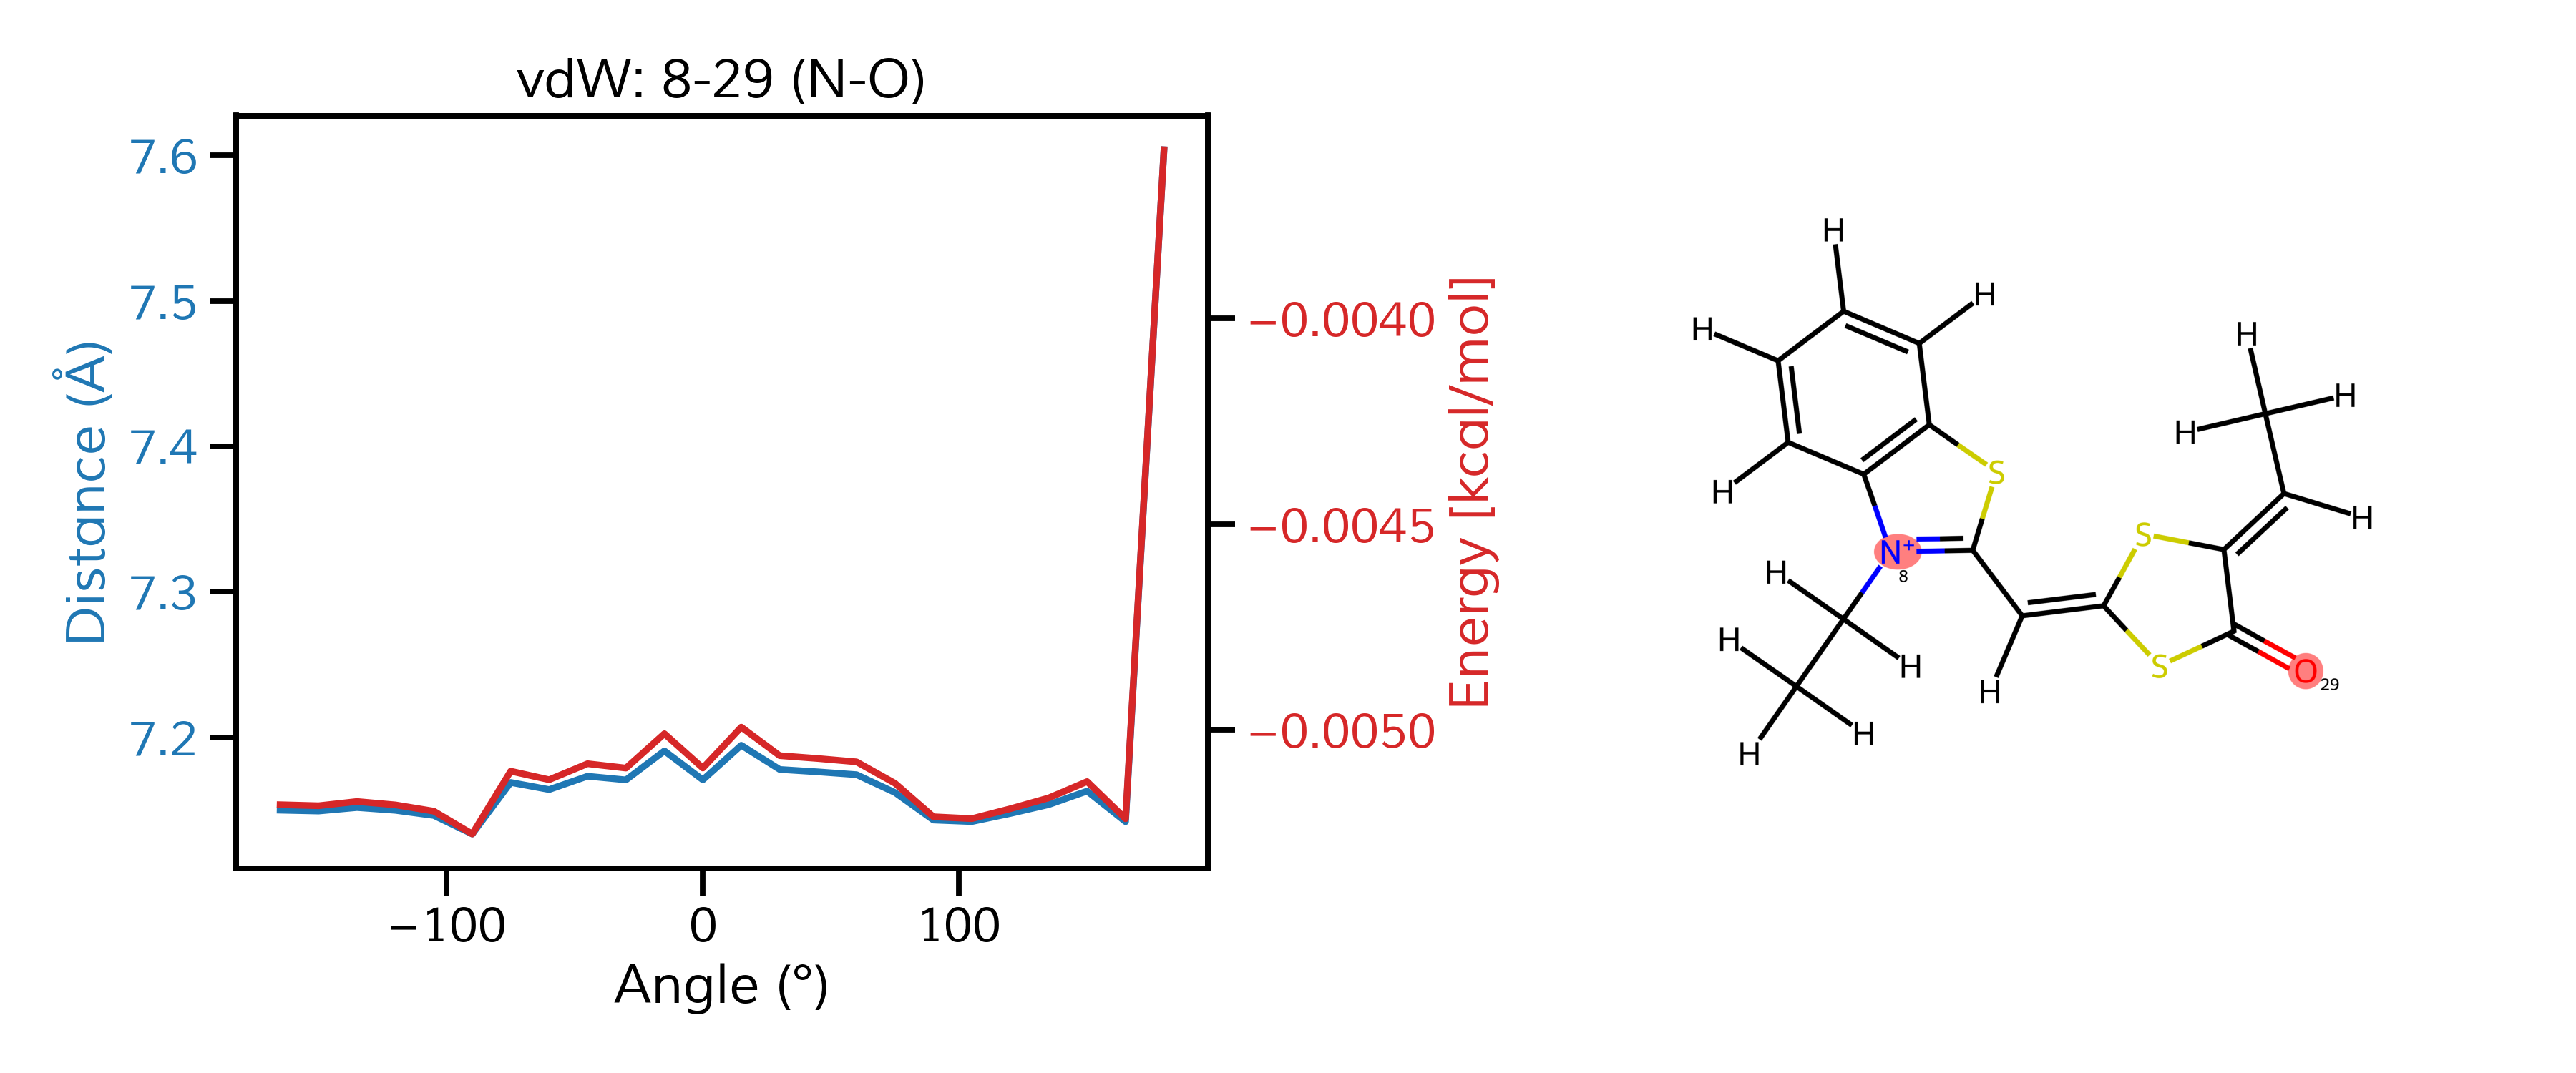 vdW: 8-29 (N-O)
7.6
7.5
7.4
7.3
7.2
Distance (Å)
−0.0040
−0.0045
−0.0050
Energy [kcal/mol]
−100
0
100
Angle (°)
H
H
H
H
H
H
H
S
H
S
H
N+
8
H
H
S
O
29
H
H
H
H